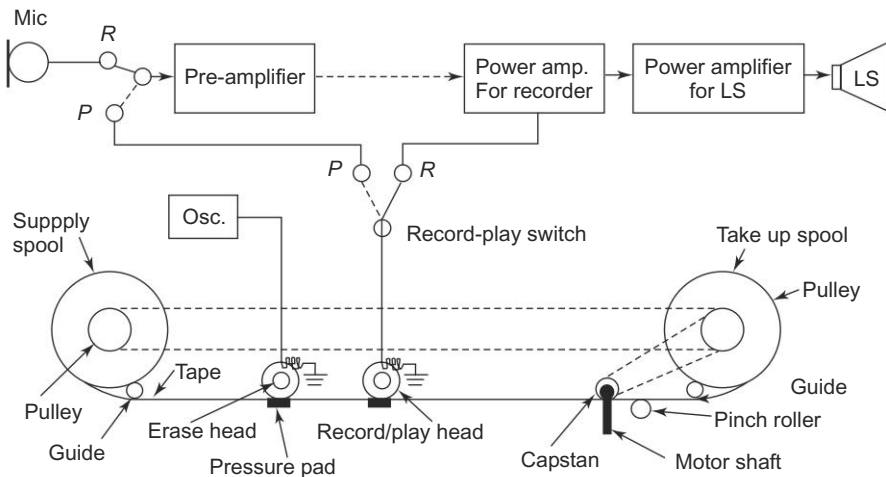 Mic
R
Pre-amplifier
Power amp.
For recorder
Power amplifier
for LS
LS
P
P
R
Osc.
Record-play switch
Suppply
spool
Take up spool
Pulley
Tape
Pulley
Guide
Erase head
Pressure pad
Record/play head
Capstan
Motor shaft
Pinch roller
Guide